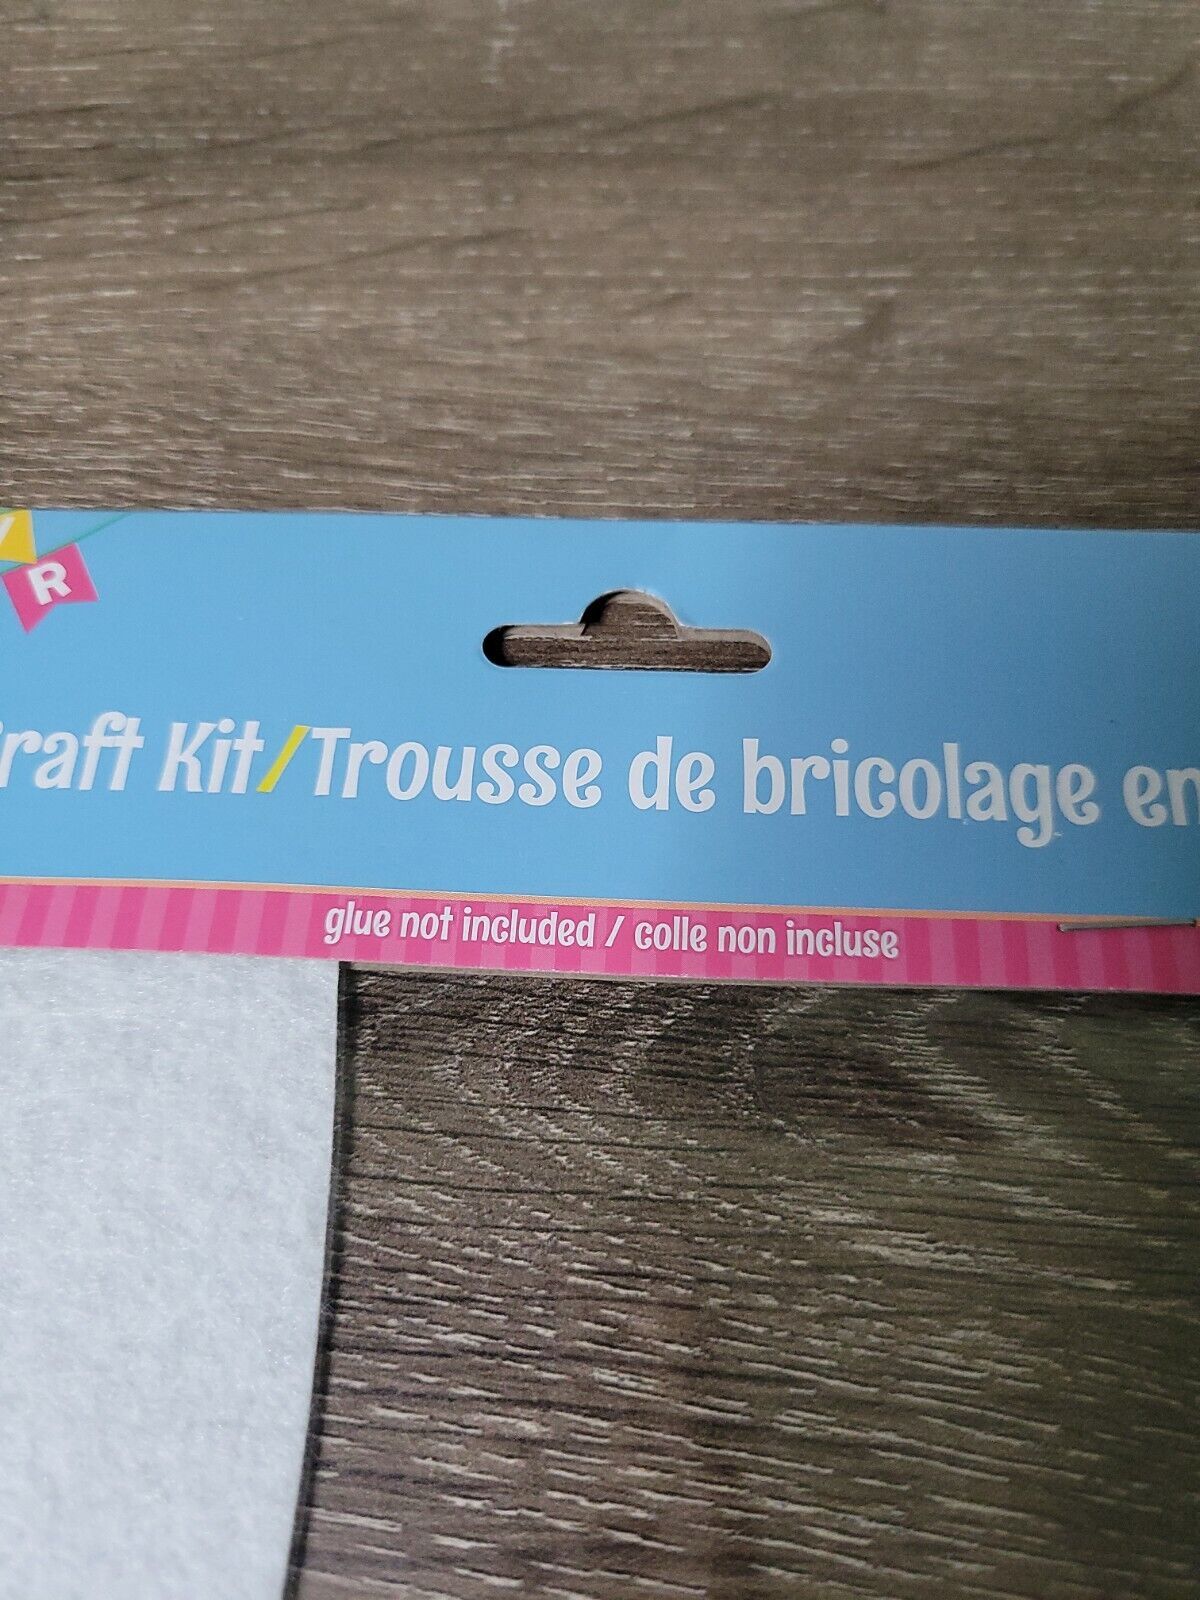 R
raft Kit/Trousse de bricolage en
glue not included / colle non incluse